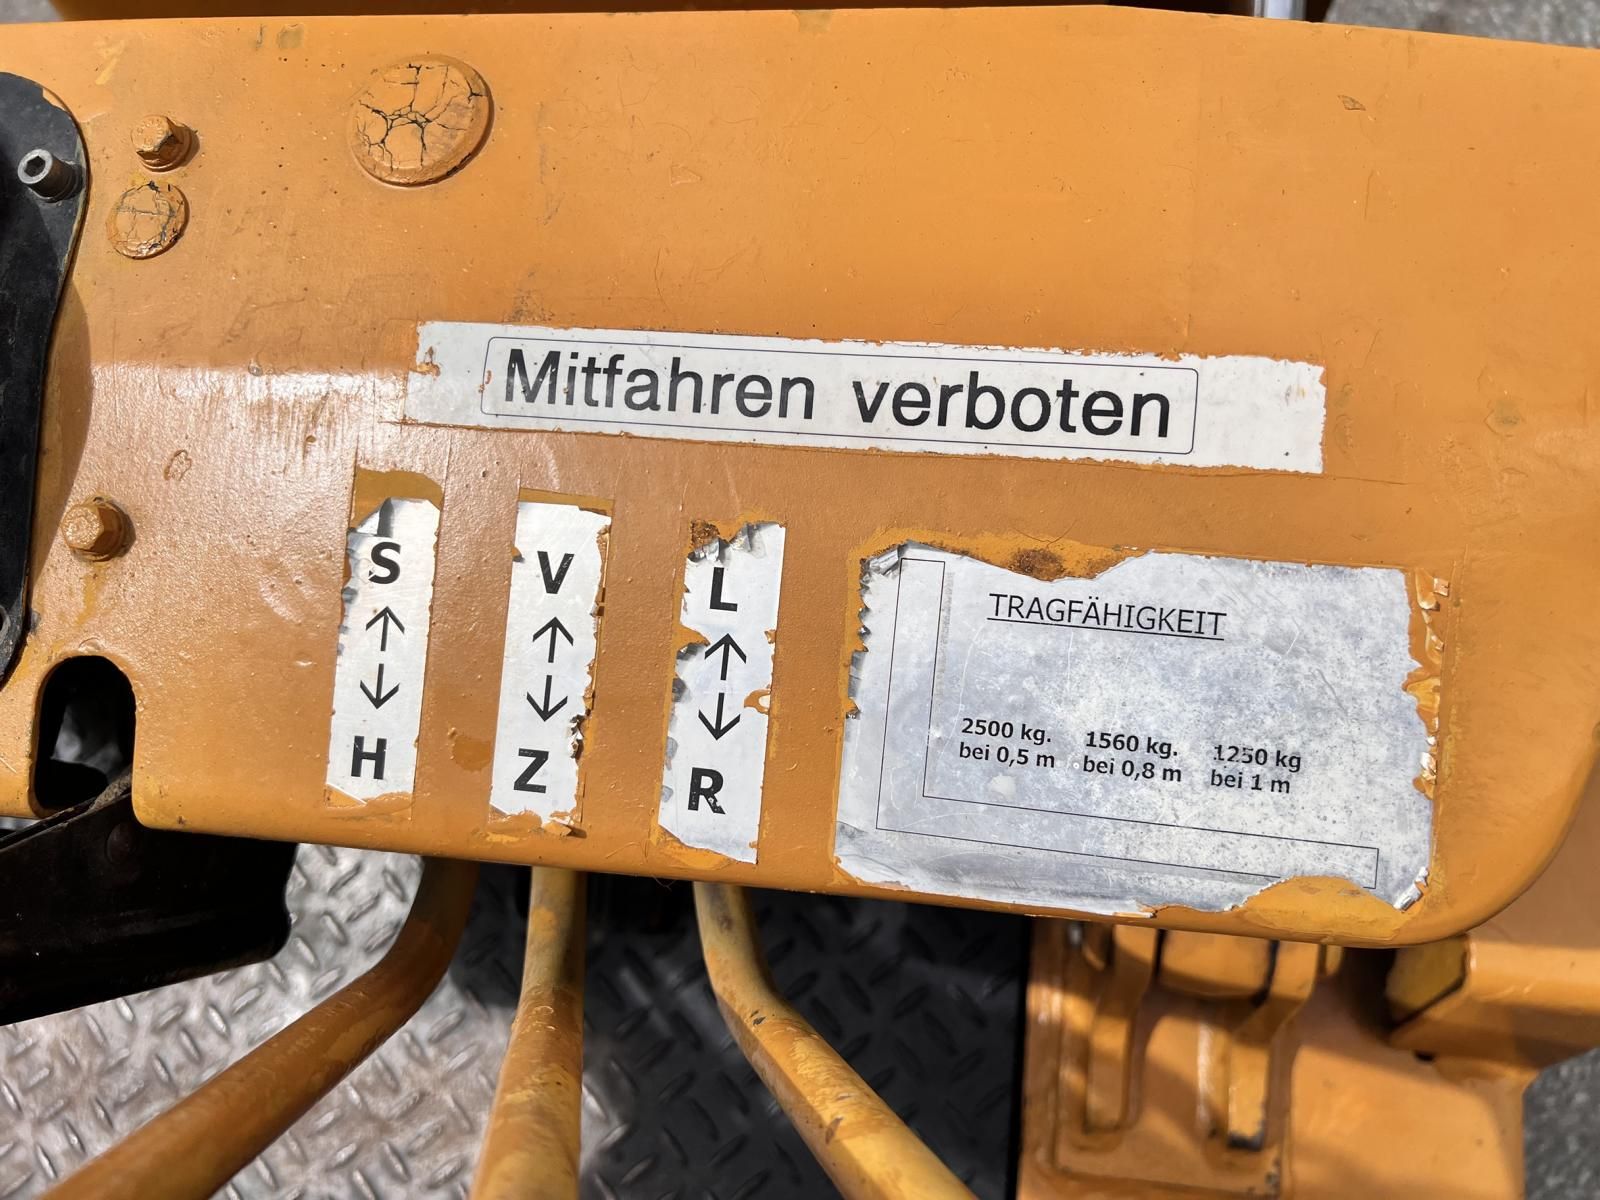 Mitfahren verboten
S
↑
↓
H
V
↑
↓
Z
L
↑
↓
R
TRAGFÄHIGKEIT
2500 kg. 1560 kg. 1250 kg
bei 0,5 m bei 0,8 m bei 1 m